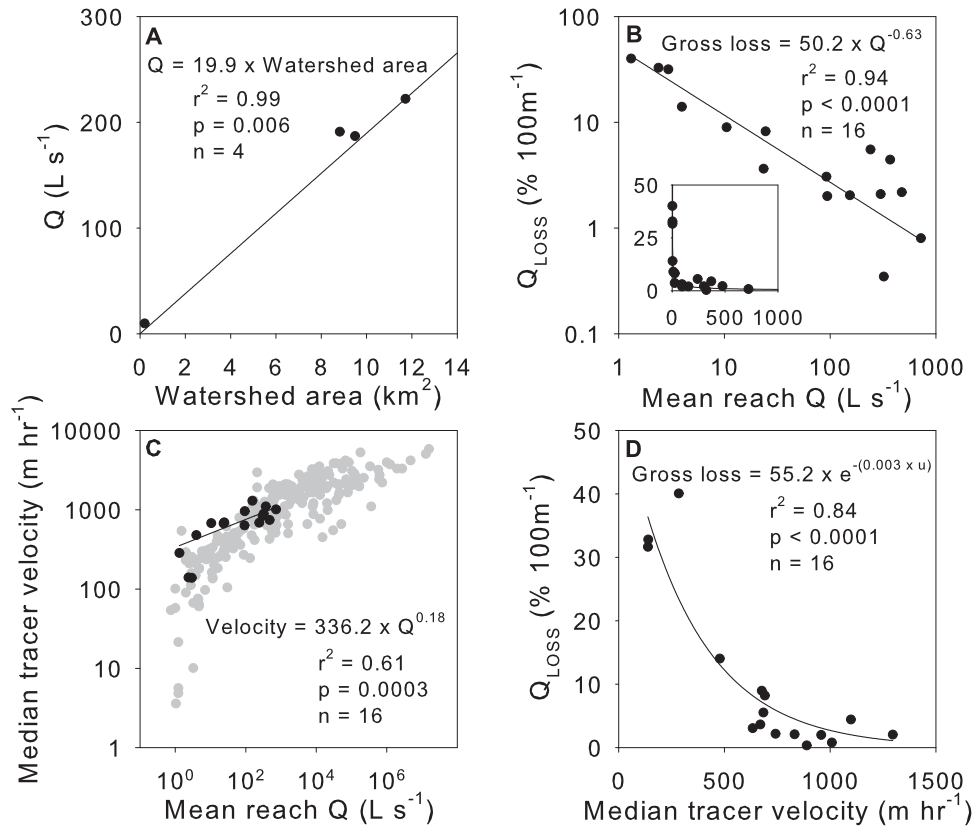 A
Q = 19.9 x Watershed area
r² = 0.99
p = 0.006
n = 4
300
200
100
0
Q (L s⁻¹)
0 2 4 6 8 10 12 14
Watershed area (km²)
B
Gross loss = 50.2 x Q⁻⁰·⁶³
r² = 0.94
p < 0.0001
n = 16
100
10
1
0.1
Q_LOSS (% 100m⁻¹)
50
25
0
0 500 1000
1 10 100 1000
Mean reach Q (L s⁻¹)
C
10000
1000
100
10
1
Median tracer velocity (m hr⁻¹)
Velocity = 336.2 x Q⁰·¹⁸
r² = 0.61
p = 0.0003
n = 16
10⁰ 10² 10⁴ 10⁶
Mean reach Q (L s⁻¹)
D
Gross loss = 55.2 x e^-(0.003 x u)
r² = 0.84
p < 0.0001
n = 16
50
40
30
20
10
0
Q_LOSS (% 100m⁻¹)
0 500 1000 1500
Median tracer velocity (m hr⁻¹)